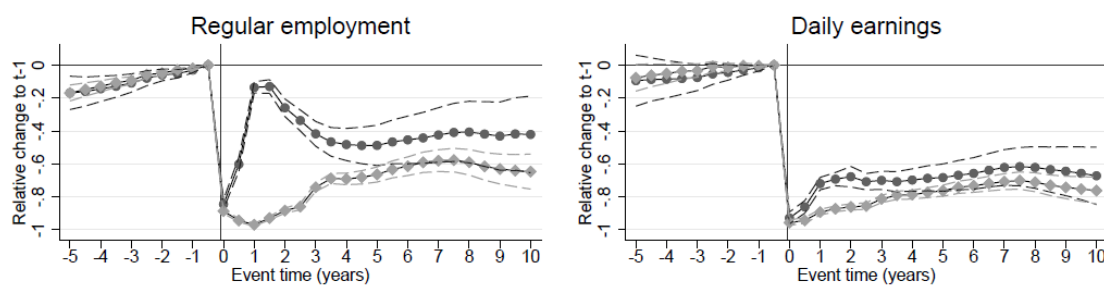 Regular employment
Relative change to t-1
0
-.2
-.4
-.6
-.8
-1
-5 -4 -3 -2 -1 0 1 2 3 4 5 6 7 8 9 10
Event time (years)
Daily earnings
Relative change to t-1
0
-.2
-.4
-.6
-.8
-1
-5 -4 -3 -2 -1 0 1 2 3 4 5 6 7 8 9 10
Event time (years)